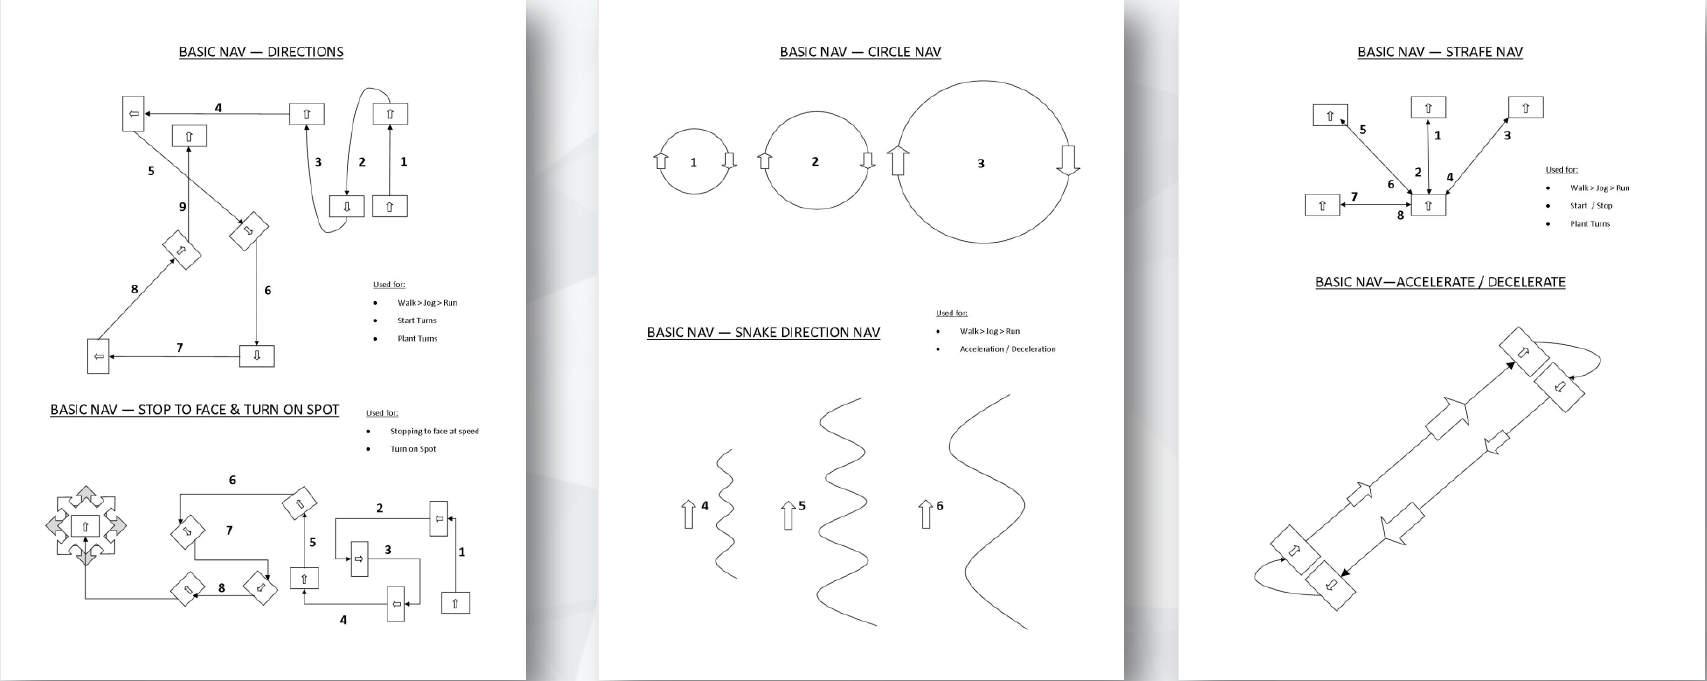 BASIC NAV — DIRECTIONS
4
5
3
2
1
9
6
8
7
Used for:
• Walk > Jog > Run
• Start Turns
• Plant Turns
BASIC NAV — STOP TO FACE & TURN ON SPOT
Used for:
• Stopping to face at speed
• Turn on Spot
6
2
7
5
3
1
8
4
BASIC NAV — CIRCLE NAV
1
2
3
BASIC NAV — SNAKE DIRECTION NAV
Used for:
• Walk > Jog > Run
• Acceleration / Deceleration
4
5
6
BASIC NAV — STRAFE NAV
5
1
3
2
4
6
7
8
Used for:
• Walk > Jog > Run
• Start / Stop
• Plant Turns
BASIC NAV—ACCELERATE / DECELERATE